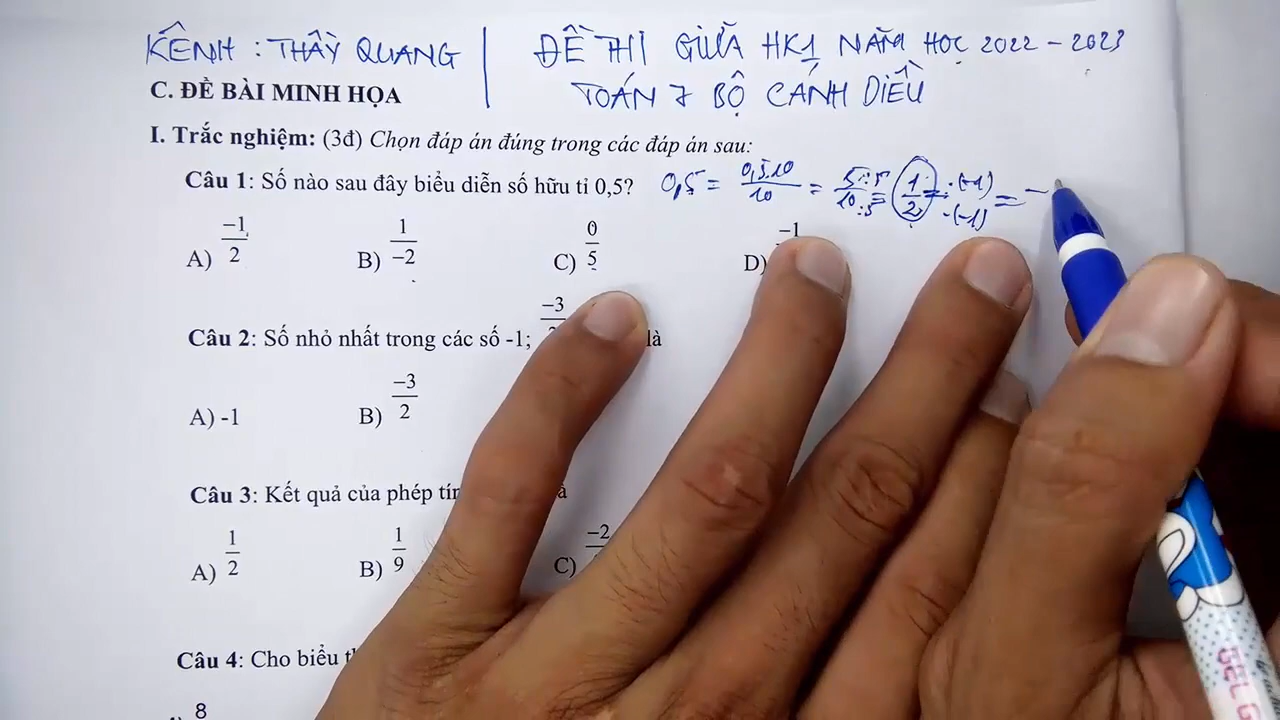 KÊNH : THẦY QUANG | ĐỀ THI GIỮA HK1 NĂM HỌC 2022 – 2023
TOÁN 7 BỘ CÁNH DIỀU
C. ĐỀ BÀI MINH HỌA
I. Trắc nghiệm: (3đ) Chọn đáp án đúng trong các đáp án sau:
Câu 1: Số nào sau đây biểu diễn số hữu tỉ 0,5? 0,5 = 0,5.10/10 = 5:5/10:5 = 1/2 = .(-1)/.(-1) = –
A) −1/2 B) 1/−2 C) 0/5 D) −1
Câu 2: Số nhỏ nhất trong các số -1; −3 là
A) -1 B) −3/2
Câu 3: Kết quả của phép
A) 1/2 B) 1/9 C) −2
Câu 4: Cho biểu
8